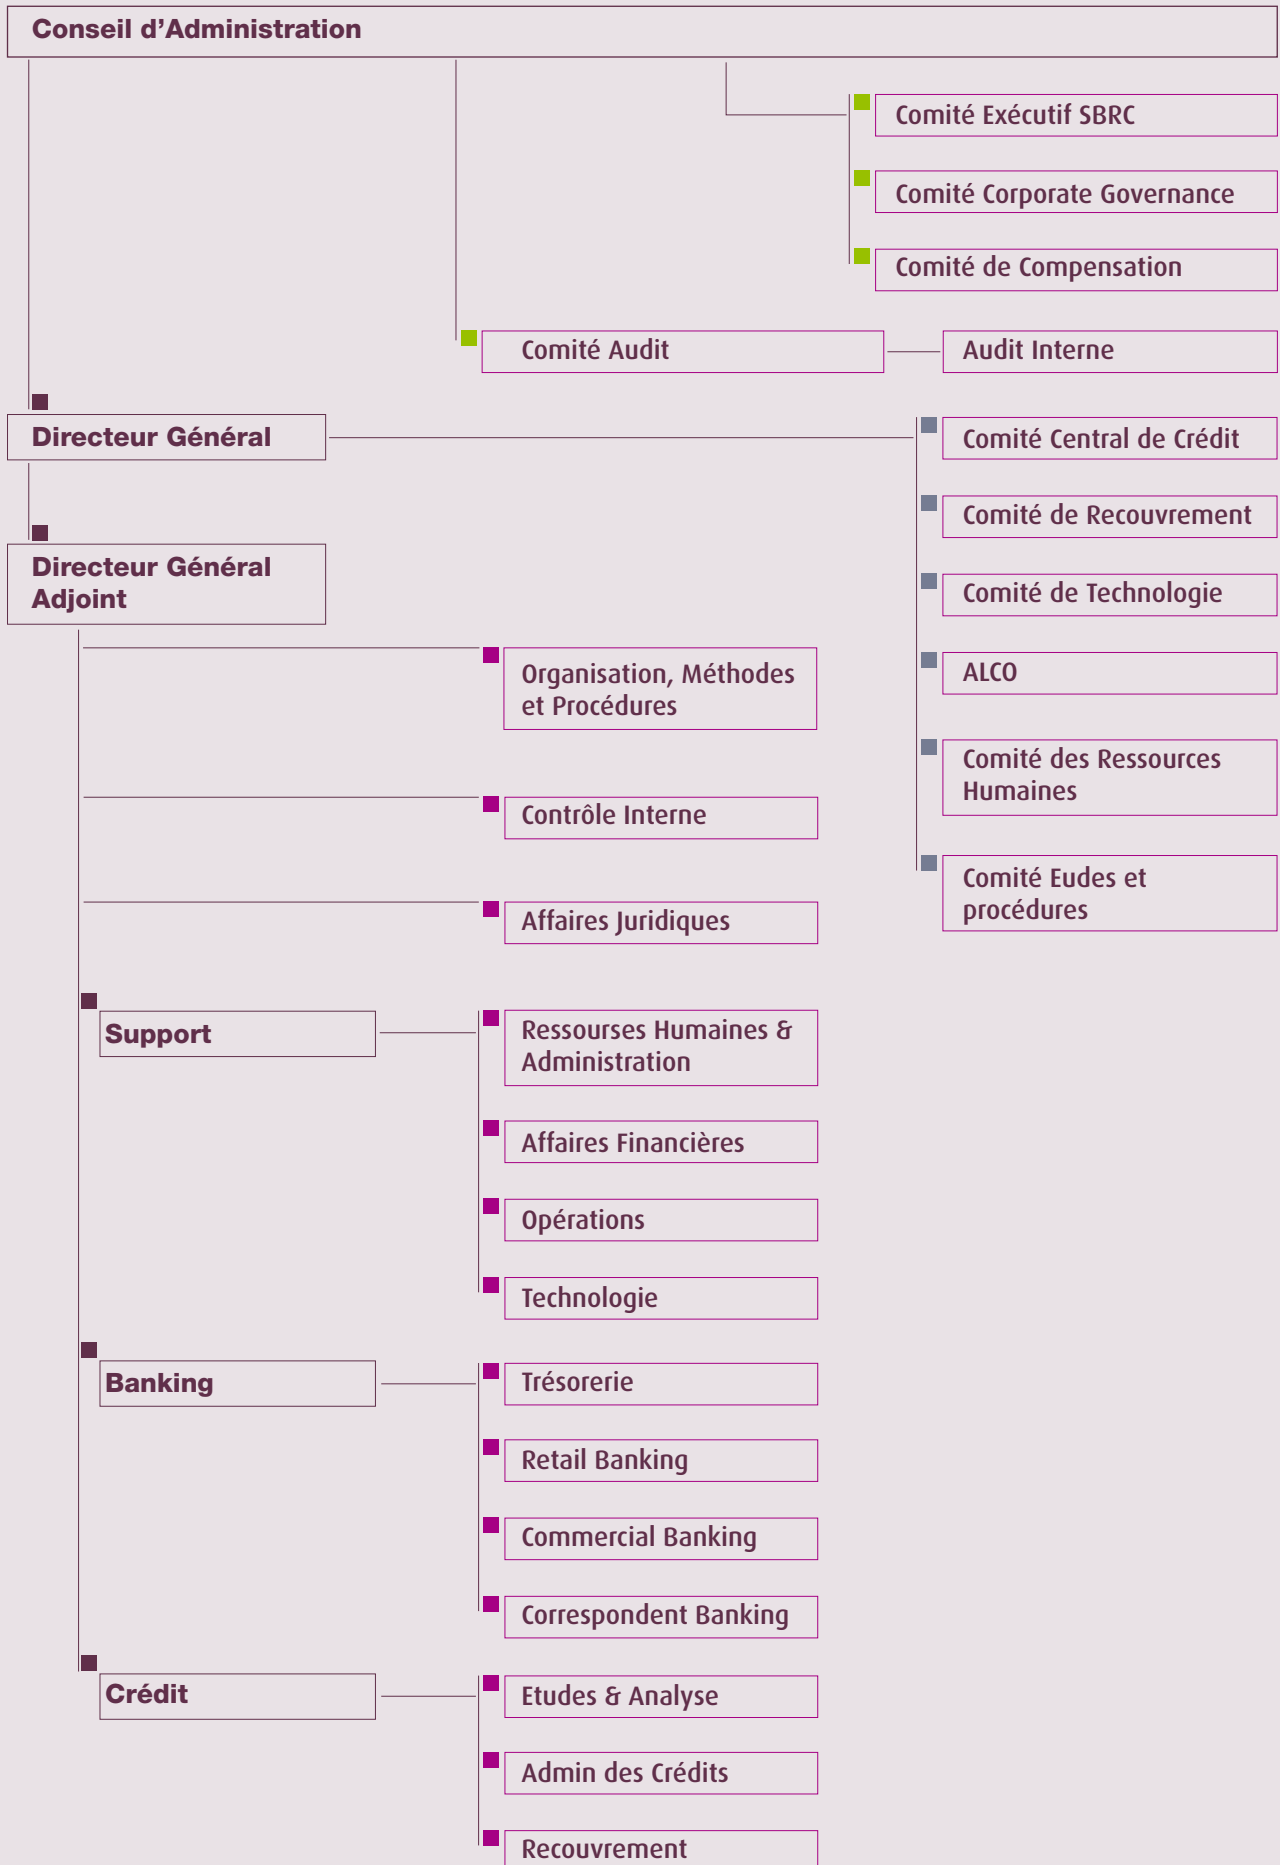 Conseil d'Administration
Comité Exécutif SBRC
Comité Corporate Governance
Comité de Compensation
Comité Audit
Audit Interne
Directeur Général
Comité Central de Crédit
Comité de Recouvrement
Directeur Général
Adjoint
Comité de Technologie
Organisation, Méthodes
et Procédures
ALCO
Comité des Ressources
Humaines
Contrôle Interne
Comité Eudes et
procédures
Affaires Juridiques
Support
Ressourses Humaines &
Administration
Affaires Financières
Opérations
Technologie
Banking
Trésorerie
Retail Banking
Commercial Banking
Correspondent Banking
Crédit
Etudes & Analyse
Admin des Crédits
Recouvrement